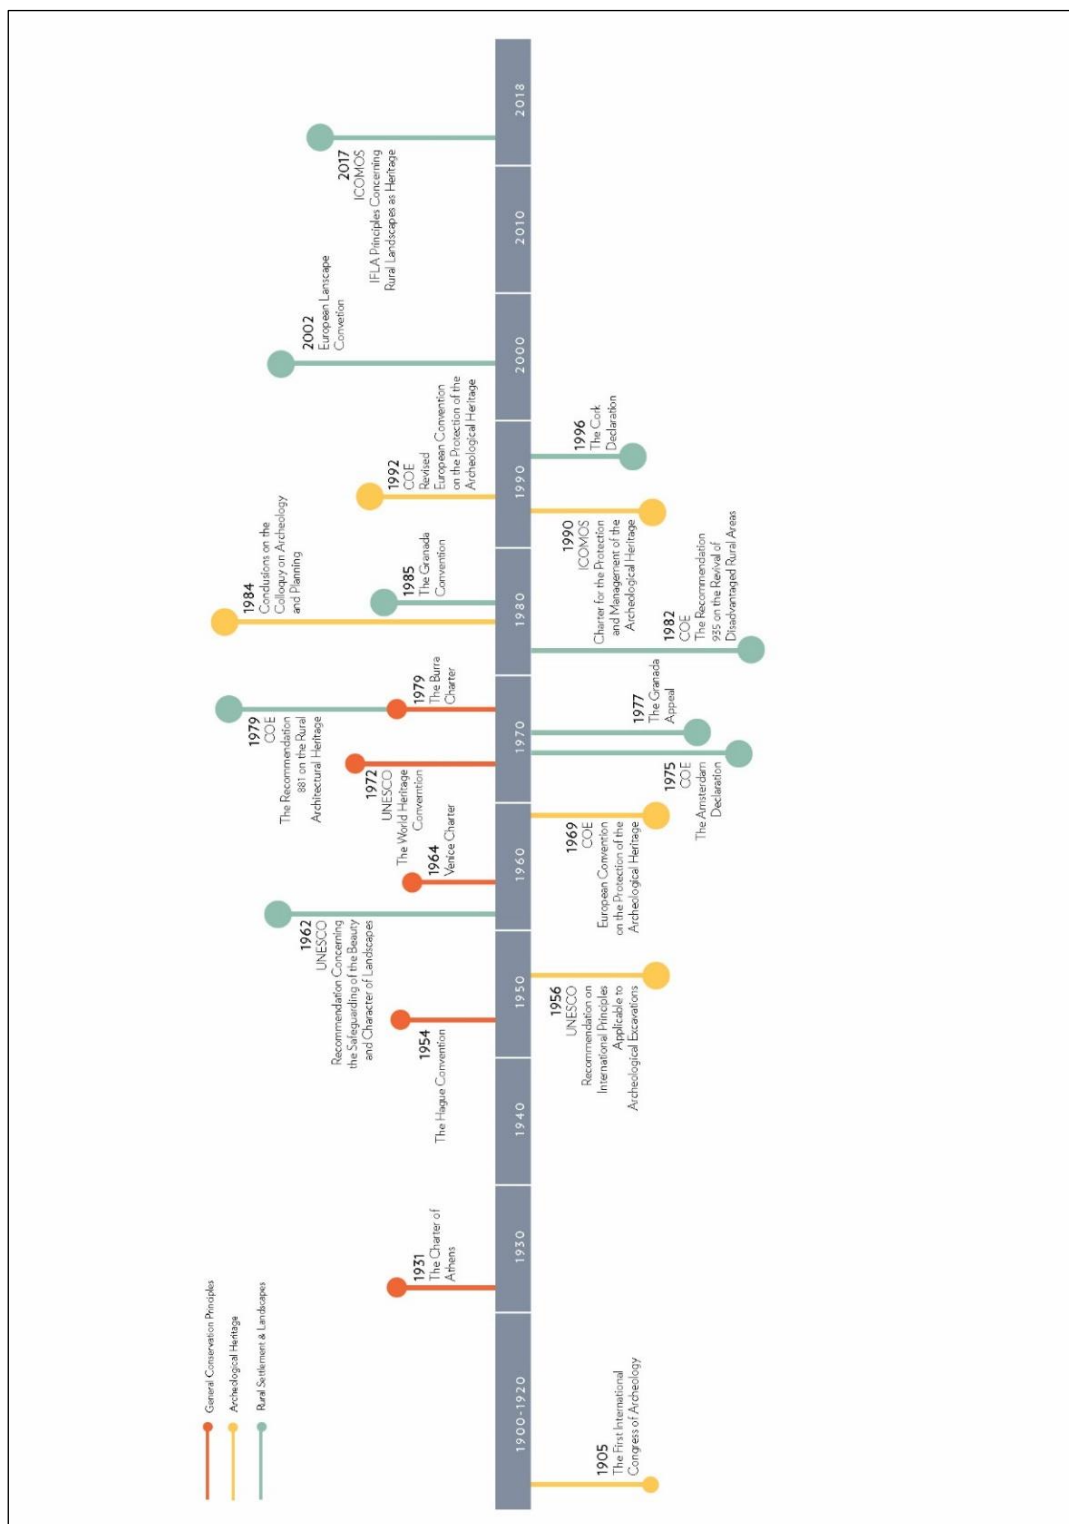 General Conservation Principles
Archeological Heritage
Rural Settlement & Landscapes
1900-1920
1930
1940
1950
1960
1970
1980
1990
2000
2010
2018
1905
The First International
Congress of Archeology
1931
The Charter of
Athens
1954
The Hague Convention
1956
UNESCO
Recommendation on
International Principles
Applicable to
Archeological Excavations
1962
UNESCO
Recommendation Concerning
the Safeguarding of the Beauty
and Character of Landscapes
1964
Venice Charter
1969
COE
European Convention
on the Protection of the
Archeological Heritage
1972
UNESCO
The World Heritage
Converntion
1975
COE
The Amsterdam
Declaration
1977
The Granada
Appeal
1979
COE
The Recommendation
881 on the Rural
Architectural Heritage
1979
The Burra
Charter
1982
COE
The Recommendation
935 on the Revival of
Disadvantaged Rural Areas
1984
Conclusions on the
Colloquy on Archeology
and Planning
1985
The Granada
Convention
1990
ICOMOS
Charter for the Protection
and Management of the
Archeological Heritage
1992
COE
Revised
European Convention
on the Protection of the
Archeological Heritage
1996
The Cork
Declaration
2002
European Lanscape
Convetion
2017
ICOMOS
IFLA Principles Concerning
Rural Landscapes as Heritage